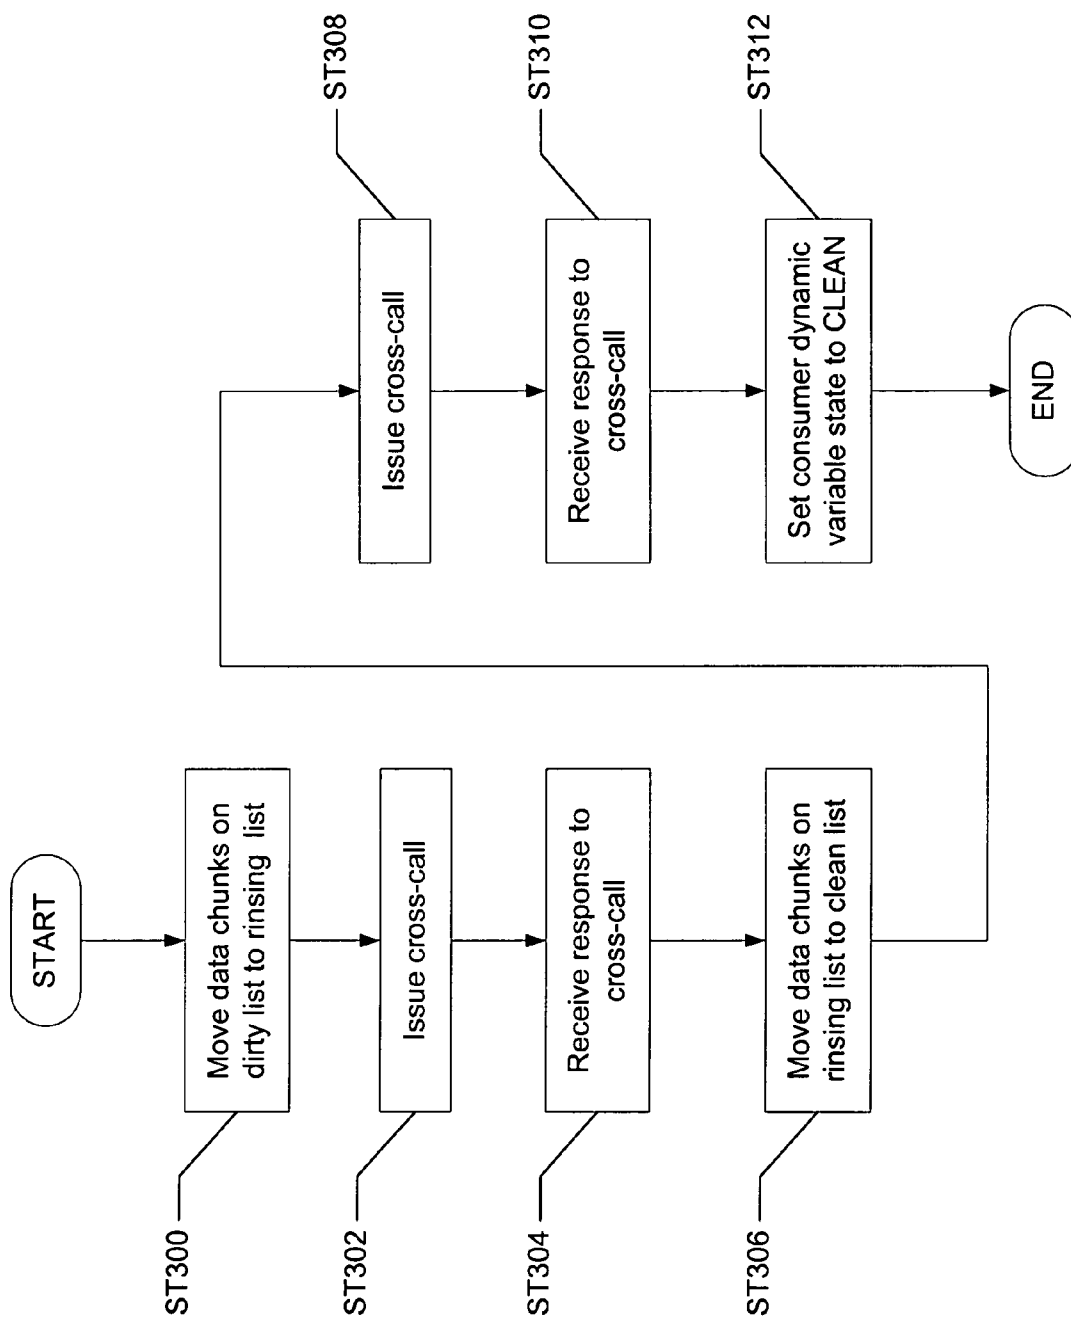 START
ST300
Move data chunks on
dirty list to rinsing list
ST302
Issue cross-call
ST304
Receive response to
cross-call
ST306
Move data chunks on
rinsing list to clean list
ST308
Issue cross-call
ST310
Receive response to
cross-call
ST312
Set consumer dynamic
variable state to CLEAN
END